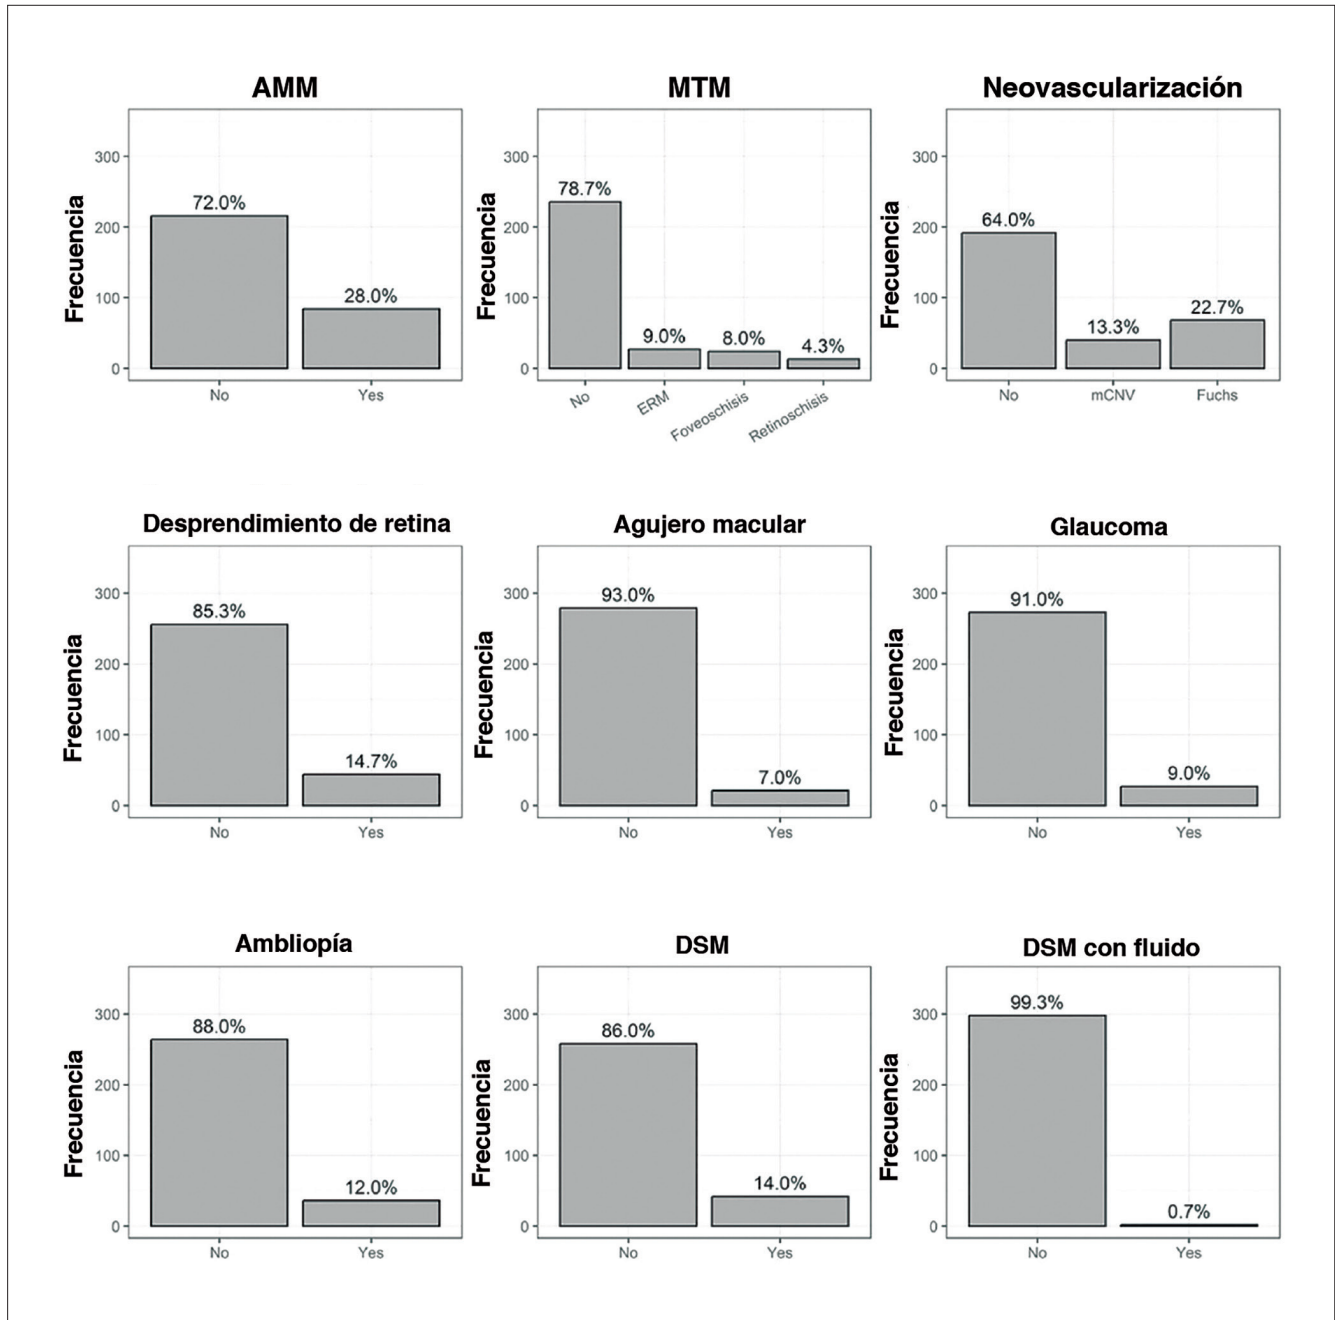 AMM
Frecuencia
300
200
100
0
72.0%
28.0%
No
Yes
MTM
Frecuencia
300
200
100
0
78.7%
9.0%
8.0%
4.3%
No
ERM
Foveoschisis
Retinoschisis
Neovascularización
Frecuencia
300
200
100
0
64.0%
13.3%
22.7%
No
mCNV
Fuchs
Desprendimiento de retina
Frecuencia
300
200
100
0
85.3%
14.7%
No
Yes
Agujero macular
Frecuencia
300
200
100
0
93.0%
7.0%
No
Yes
Glaucoma
Frecuencia
300
200
100
0
91.0%
9.0%
No
Yes
Ambliopía
Frecuencia
300
200
100
0
88.0%
12.0%
No
Yes
DSM
Frecuencia
300
200
100
0
86.0%
14.0%
No
Yes
DSM con fluido
Frecuencia
300
200
100
0
99.3%
0.7%
No
Yes